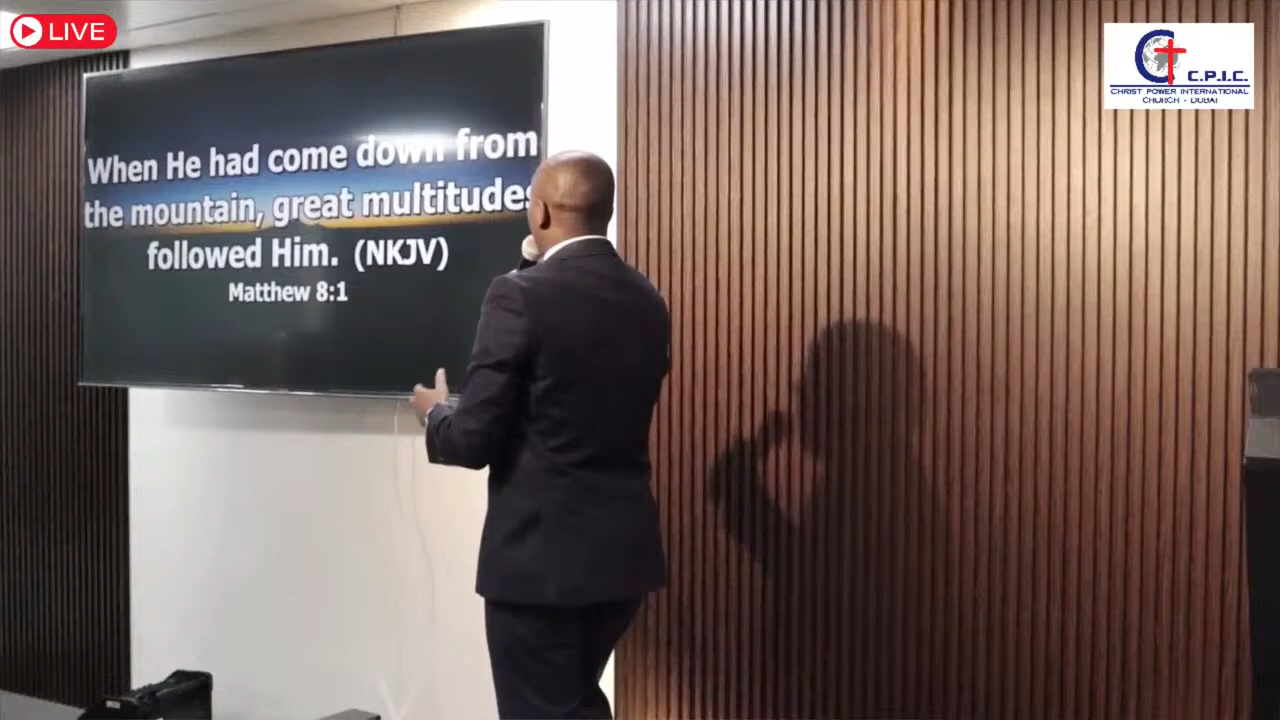 LIVE
When He had come down from
the mountain, great multitudes
followed Him. (NKJV)
Matthew 8:1
C.P.I.C.
CHRIST POWER INTERNATIONAL
CHURCH - DUBAI